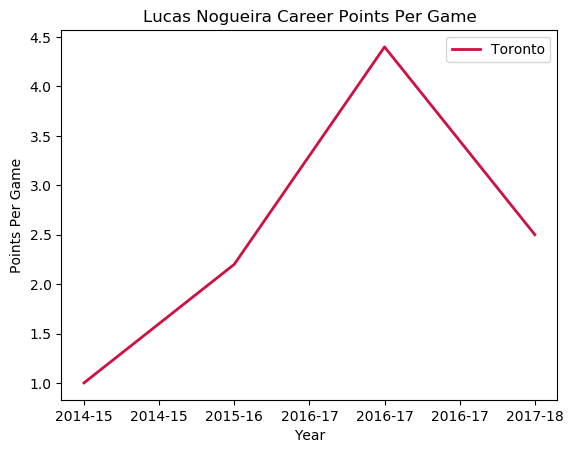 Lucas Nogueira Career Points Per Game
Toronto
Points Per Game
4.5
4.0
3.5
3.0
2.5
2.0
1.5
1.0
2014-15 2014-15 2015-16 2016-17 2016-17 2016-17 2017-18
Year